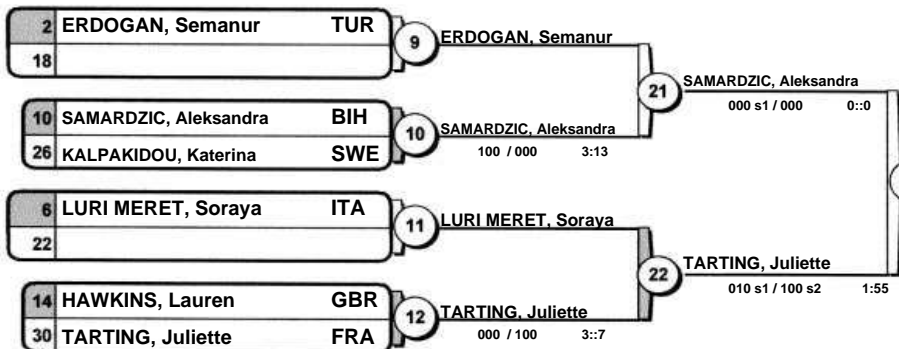 2 ERDOGAN, Semanur TUR
18
9 ERDOGAN, Semanur
10 SAMARDZIC, Aleksandra BIH
26 KALPAKIDOU, Katerina SWE
10 SAMARDZIC, Aleksandra
100 / 000 3:13
21 SAMARDZIC, Aleksandra
000 s1 / 000 0::0
6 LURI MERET, Soraya ITA
22
11 LURI MERET, Soraya
14 HAWKINS, Lauren GBR
30 TARTING, Juliette FRA
12 TARTING, Juliette
000 / 100 3::7
22 TARTING, Juliette
010 s1 / 100 s2 1:55